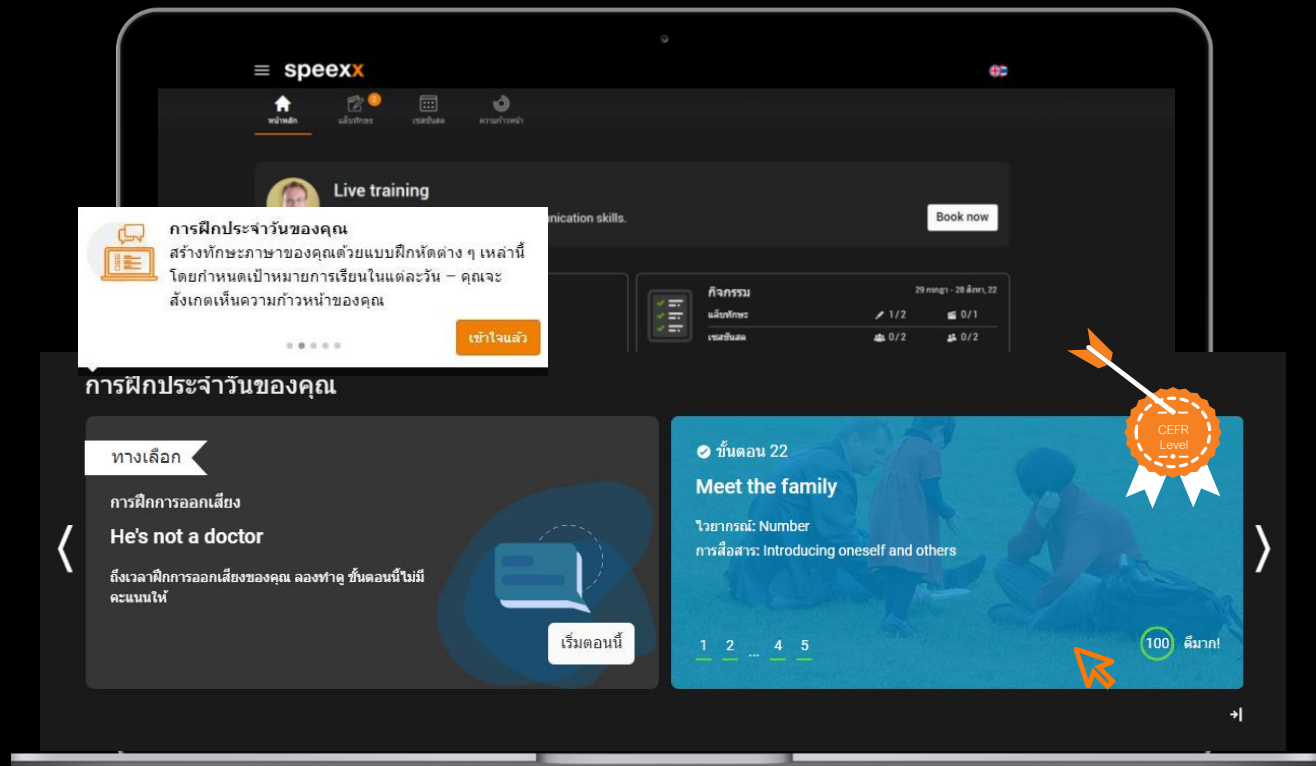 speexx
2
หน้าหลัก
แล็บทักษะ
เซสชันสด
ความก้าวหน้า
Live training
nication skills.
Book now
การฝึกประจำวันของคุณ
สร้างทักษะภาษาของคุณด้วยแบบฝึกหัดต่าง ๆ เหล่านี้
โดยกำหนดเป้าหมายการเรียนในแต่ละวัน – คุณจะ
สังเกตเห็นความก้าวหน้าของคุณ
เข้าใจแล้ว
กิจกรรม
29 กรกฎา - 28 สิงหา, 22
แล็บทักษะ
1/2
0/1
เซสชันสด
0/2
0/2
การฝึกประจำวันของคุณ
ทางเลือก
การฝึกการออกเสียง
He's not a doctor
ถึงเวลาฝึกการออกเสียงของคุณ ลองทำดู ขั้นตอนนี้ไม่มี
คะแนนให้
เริ่มตอนนี้
ขั้นตอน 22
Meet the family
ไวยากรณ์: Number
การสื่อสาร: Introducing oneself and others
1 2 ... 4 5
100 ดีมาก!
CEFR
Level